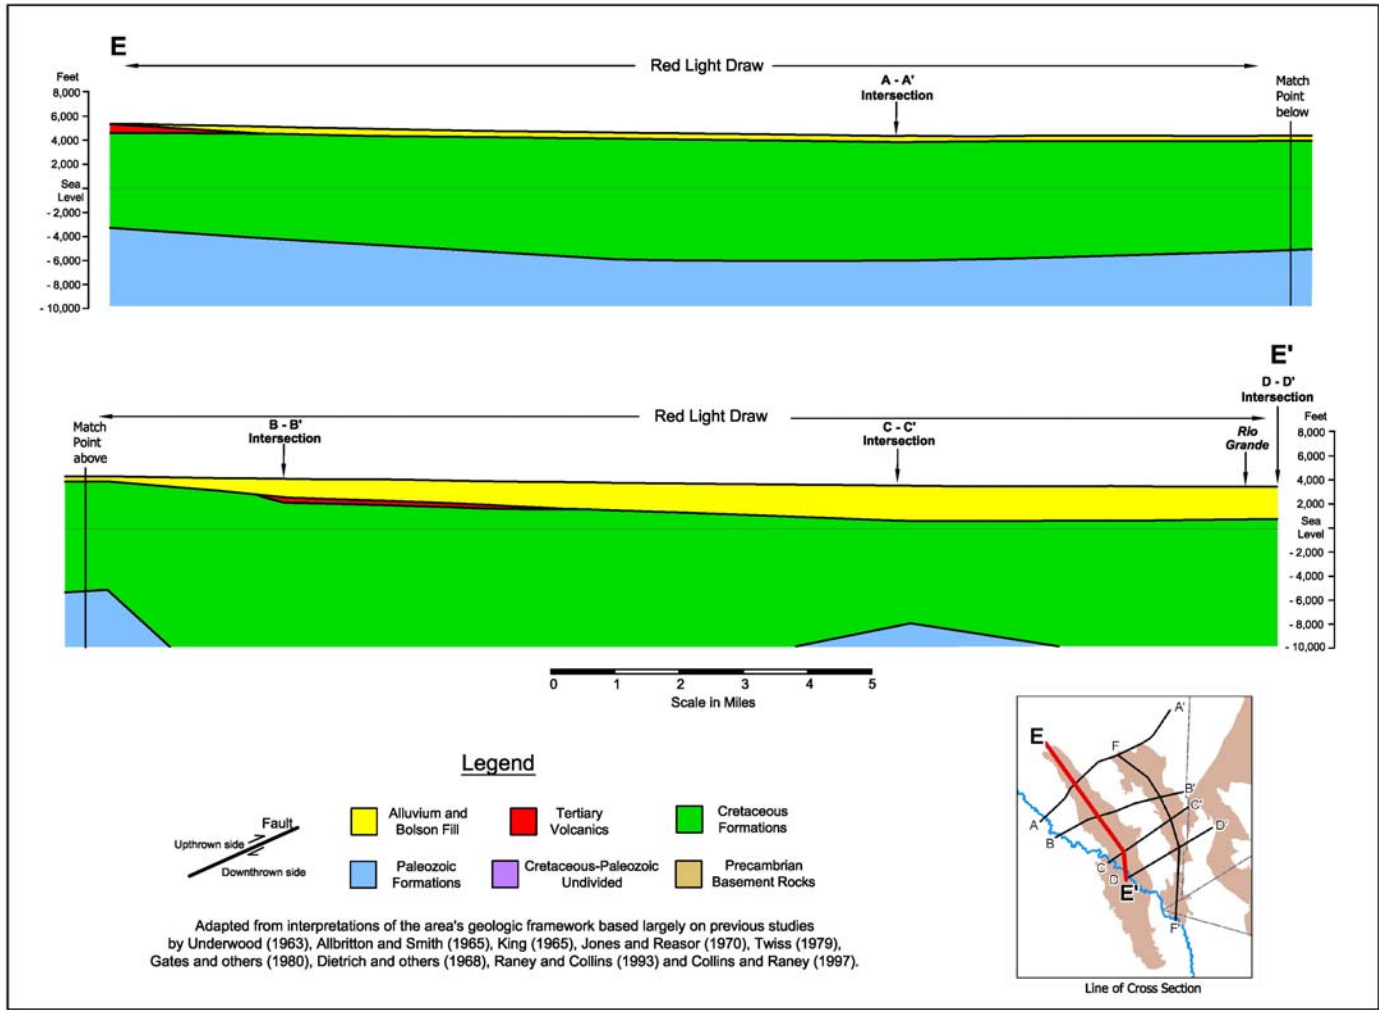 E
Red Light Draw
Feet
8,000
6,000
4,000
2,000
Sea
Level
- 2,000
- 4,000
- 6,000
- 8,000
- 10,000
A - A'
Intersection
Match
Point
below
E'
D - D'
Intersection
Red Light Draw
Match
Point
above
B - B'
Intersection
C - C'
Intersection
Rio
Grande
Feet
8,000
6,000
4,000
2,000
Sea
Level
- 2,000
- 4,000
- 6,000
- 8,000
- 10,000
0 1 2 3 4 5
Scale in Miles
Legend
Fault
Upthrown side
Downthrown side
Alluvium and
Bolson Fill
Tertiary
Volcanics
Cretaceous
Formations
Paleozoic
Formations
Cretaceous-Paleozoic
Undivided
Precambrian
Basement Rocks
Adapted from interpretations of the area's geologic framework based largely on previous studies
by Underwood (1963), Allbritton and Smith (1965), King (1965), Jones and Reasor (1970), Twiss (1979),
Gates and others (1980), Dietrich and others (1968), Raney and Collins (1993) and Collins and Raney (1997).
A'
E
F
B'
C'
A
D'
B
C
D
E'
F'
Line of Cross Section